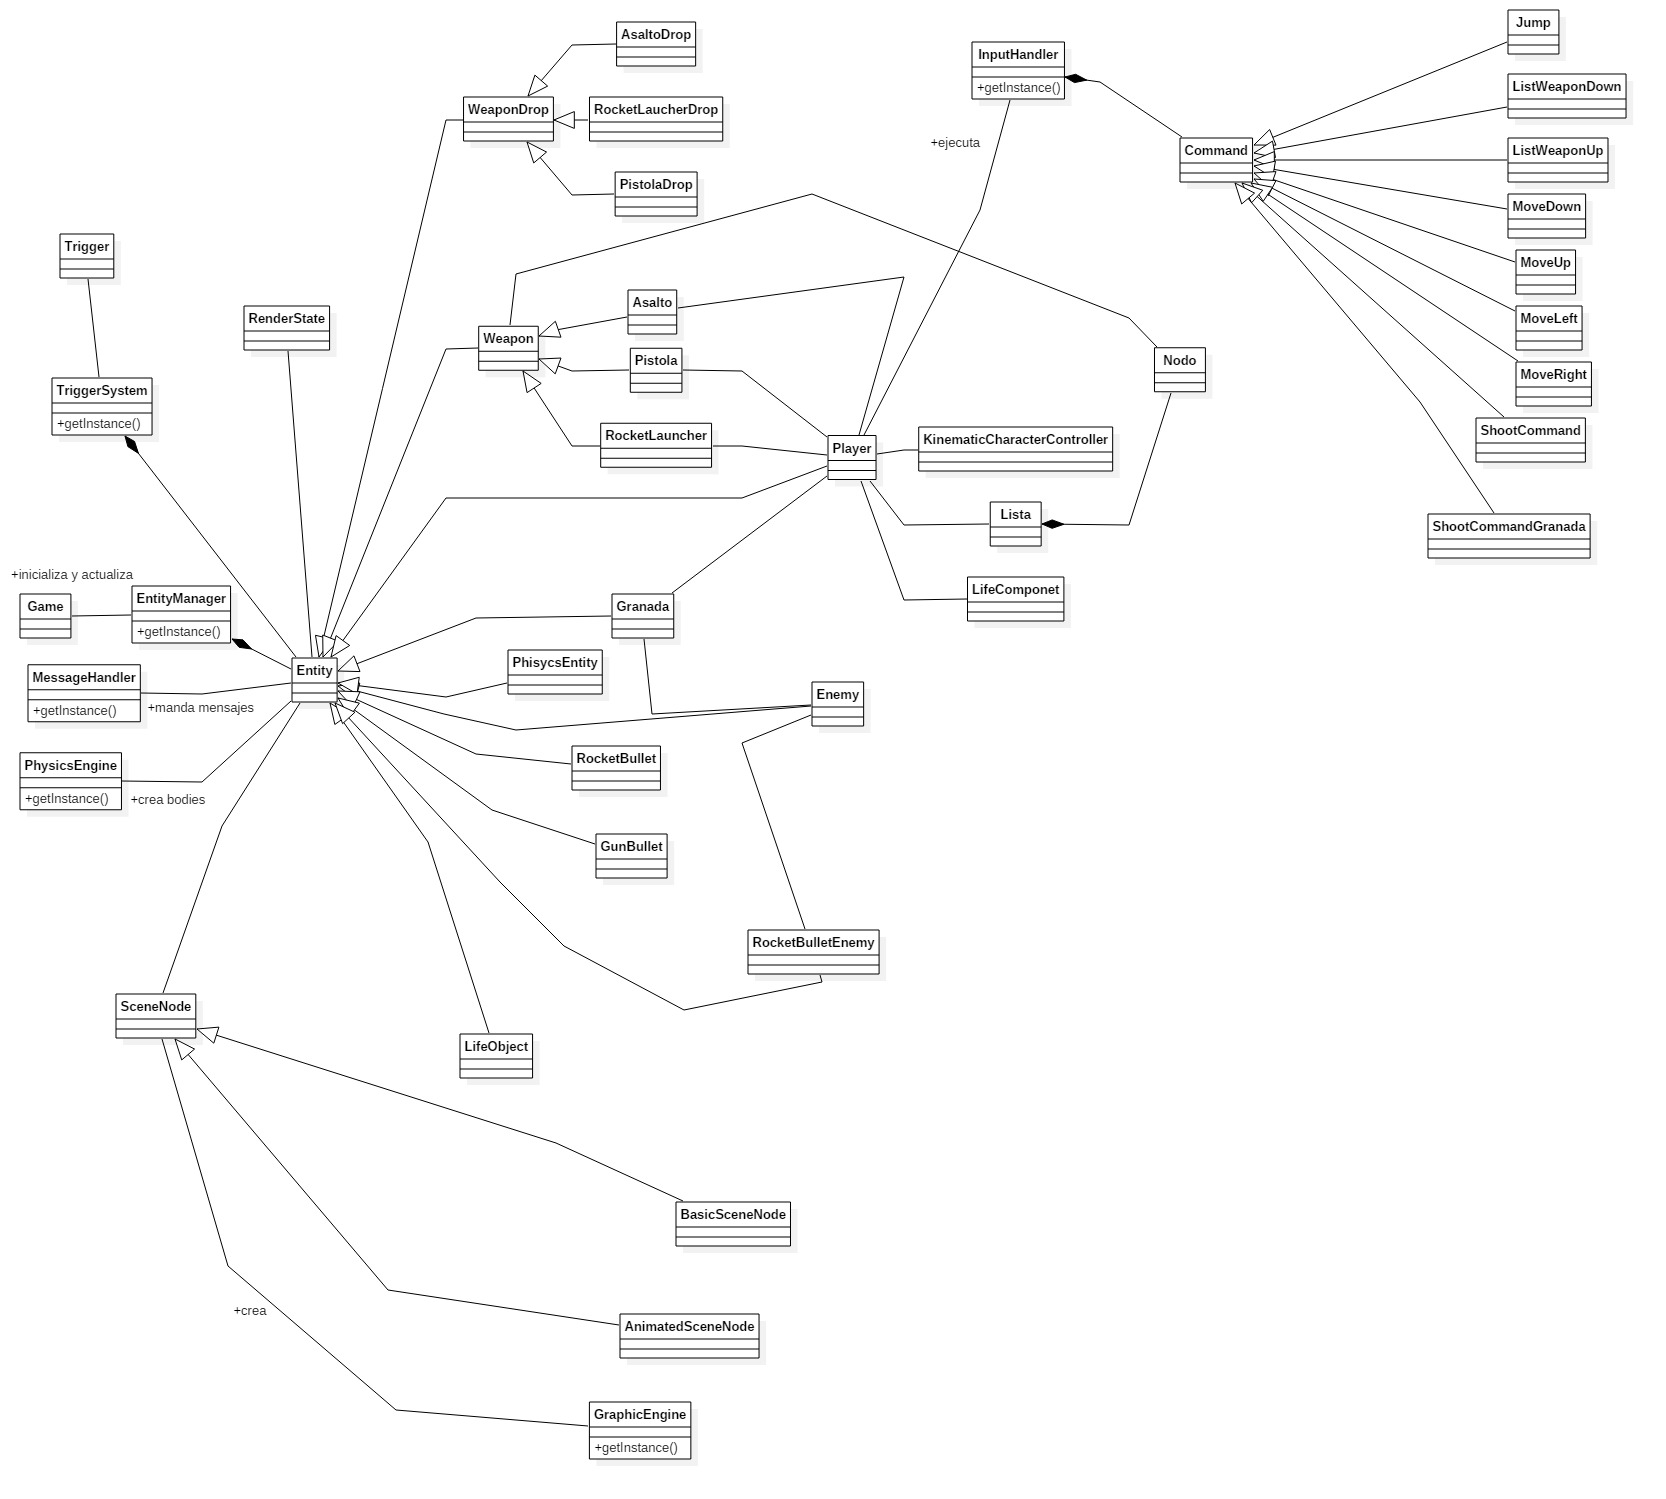 Jump
AsaltoDrop
InputHandler
+getInstance()
ListWeaponDown
WeaponDrop
RocketLaucherDrop
+ejecuta
Command
ListWeaponUp
PistolaDrop
MoveDown
Trigger
MoveUp
RenderState
Asalto
MoveLeft
Weapon
Pistola
Nodo
MoveRight
TriggerSystem
+getInstance()
RocketLauncher
Player
KinematicCharacterController
ShootCommand
Lista
ShootCommandGranada
+inicializa y actualiza
Game
EntityManager
+getInstance()
Granada
LifeComponet
MessageHandler
+getInstance()
+manda mensajes
Entity
PhisycsEntity
Enemy
PhysicsEngine
+getInstance()
+crea bodies
RocketBullet
GunBullet
RocketBulletEnemy
SceneNode
LifeObject
BasicSceneNode
+crea
AnimatedSceneNode
GraphicEngine
+getInstance()